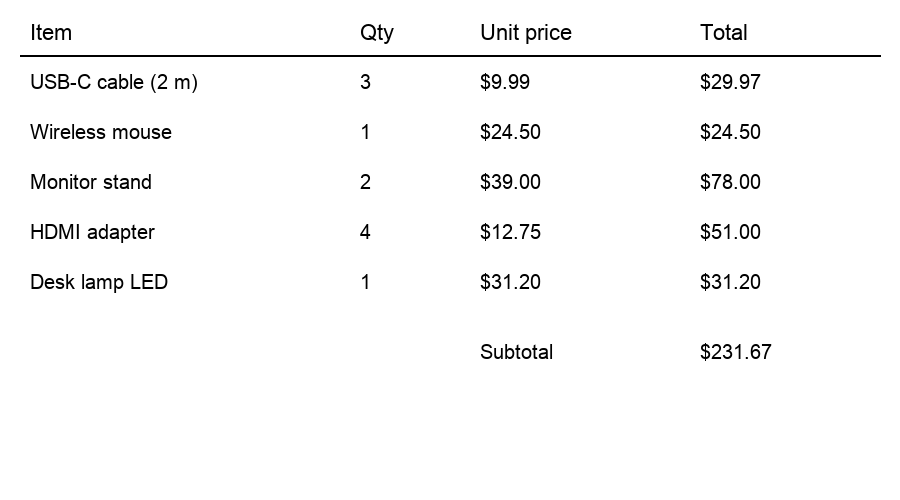 Item Qty Unit price Total
USB-C cable (2 m) 3 $9.99 $29.97
Wireless mouse 1 $24.50 $24.50
Monitor stand 2 $39.00 $78.00
HDMI adapter 4 $12.75 $51.00
Desk lamp LED 1 $31.20 $31.20
Subtotal $231.67